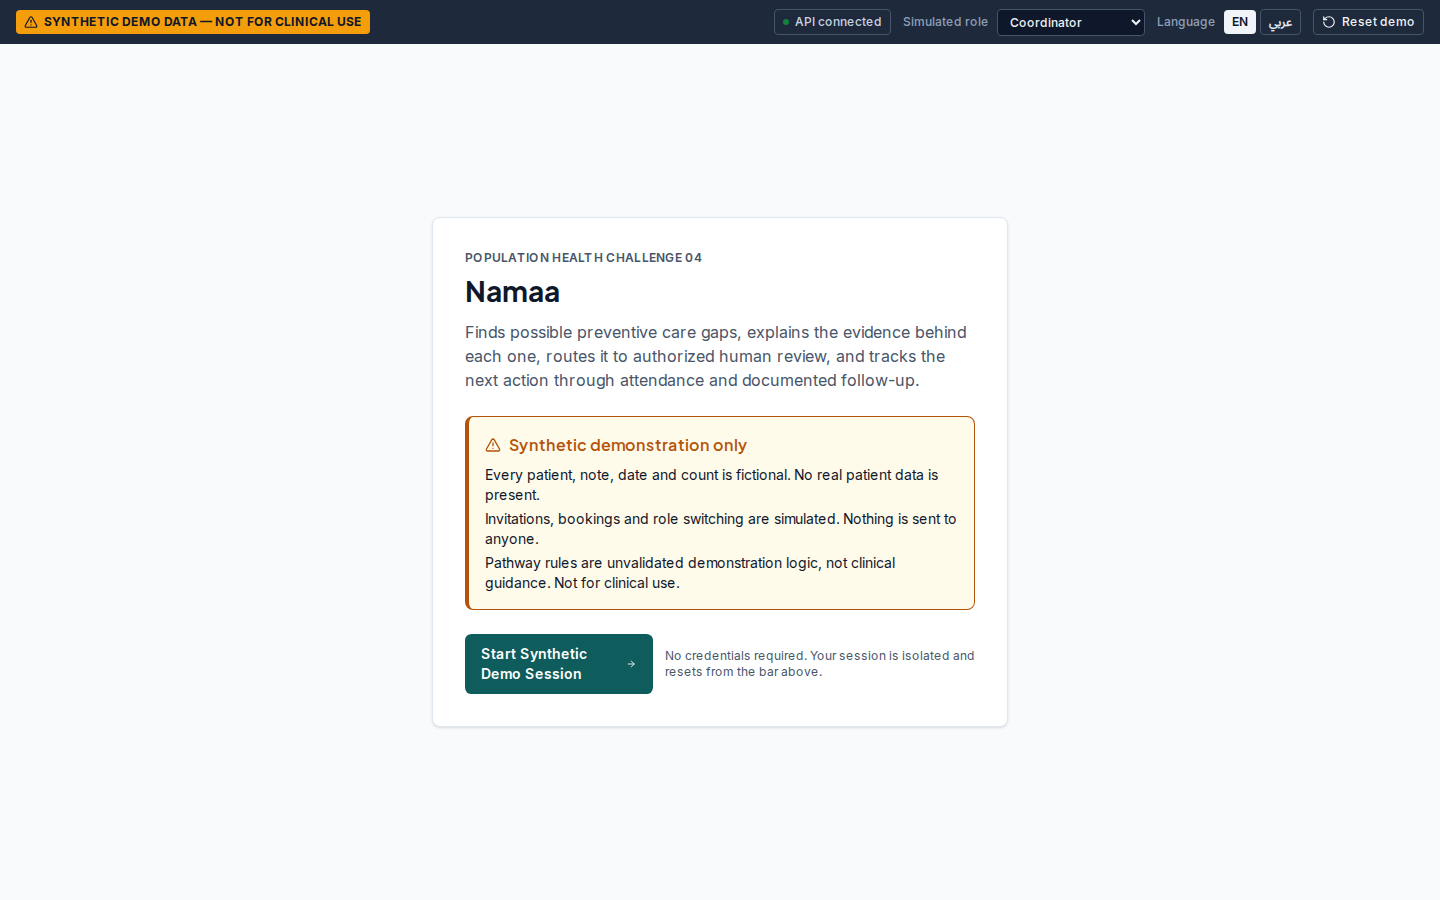 SYNTHETIC DEMO DATA — NOT FOR CLINICAL USE
API connected
Simulated role
Coordinator
Language
EN
عربي
Reset demo
POPULATION HEALTH CHALLENGE 04
Namaa
Finds possible preventive care gaps, explains the evidence behind
each one, routes it to authorized human review, and tracks the
next action through attendance and documented follow-up.
Synthetic demonstration only
Every patient, note, date and count is fictional. No real patient data is
present.
Invitations, bookings and role switching are simulated. Nothing is sent to
anyone.
Pathway rules are unvalidated demonstration logic, not clinical
guidance. Not for clinical use.
Start Synthetic
Demo Session
No credentials required. Your session is isolated and
resets from the bar above.